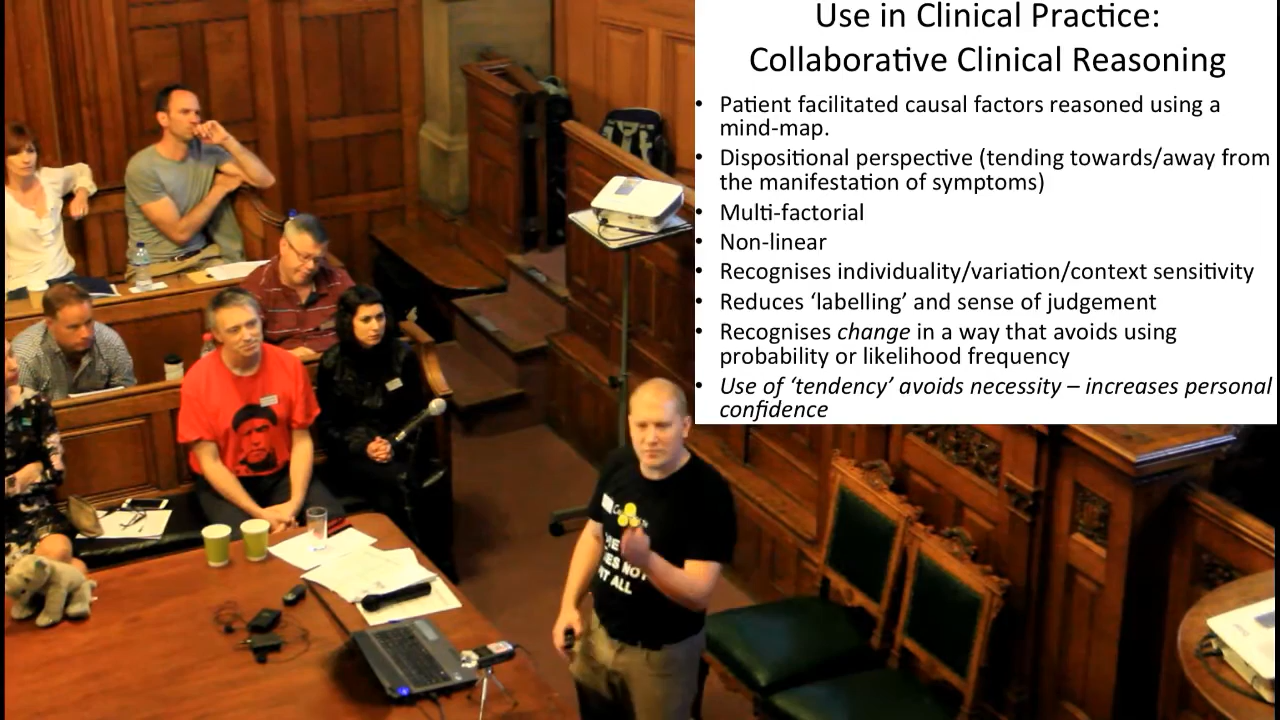 Use in Clinical Practice:
Collaborative Clinical Reasoning
• Patient facilitated causal factors reasoned using a
mind-map.
• Dispositional perspective (tending towards/away from
the manifestation of symptoms)
• Multi-factorial
• Non-linear
• Recognises individuality/variation/context sensitivity
• Reduces ‘labelling’ and sense of judgement
• Recognises change in a way that avoids using
probability or likelihood frequency
• Use of ‘tendency’ avoids necessity – increases personal
confidence
NOT
ALL